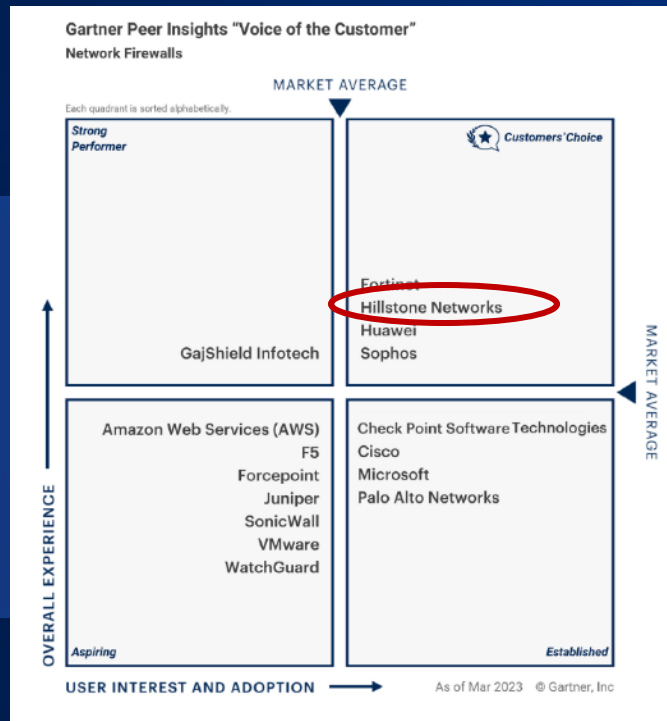 Gartner Peer Insights “Voice of the Customer”
Network Firewalls
MARKET AVERAGE
Each quadrant is sorted alphabetically.
Strong
Performer
Customers’Choice
GajShield Infotech
Fortinet
Hillstone Networks
Huawei
Sophos
MARKET AVERAGE
Amazon Web Services (AWS)
F5
Forcepoint
Juniper
SonicWall
VMware
WatchGuard
Check Point Software Technologies
Cisco
Microsoft
Palo Alto Networks
OVERALL EXPERIENCE
Aspiring
Established
USER INTEREST AND ADOPTION
As of Mar 2023 © Gartner, Inc